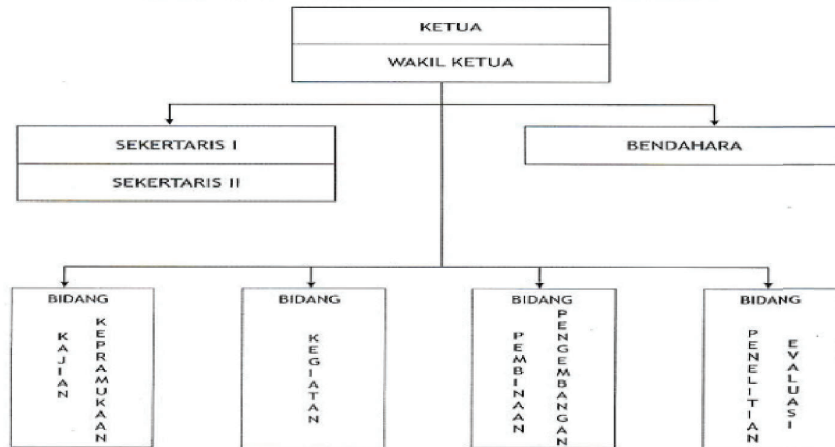 KETUA
WAKIL KETUA
SEKERTARIS I
SEKERTARIS II
BENDAHARA
BIDANG
KAJIAN
KEPRAMUKAAN
BIDANG
KEGIATAN
BIDANG
PEMBINAAN
PENGEMBANGAN
BIDANG
PENELITIAN
EVALUASI